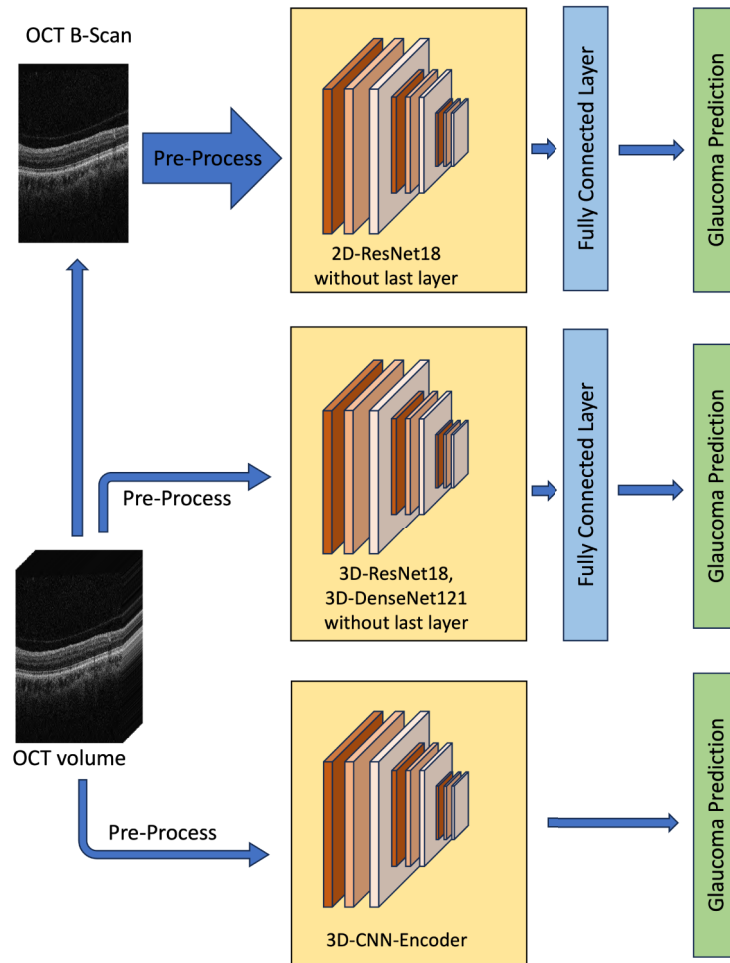 OCT B-Scan
Pre-Process
2D-ResNet18
without last layer
Fully Connected Layer
Glaucoma Prediction
Pre-Process
3D-ResNet18,
3D-DenseNet121
without last layer
Fully Connected Layer
Glaucoma Prediction
OCT volume
Pre-Process
3D-CNN-Encoder
Glaucoma Prediction